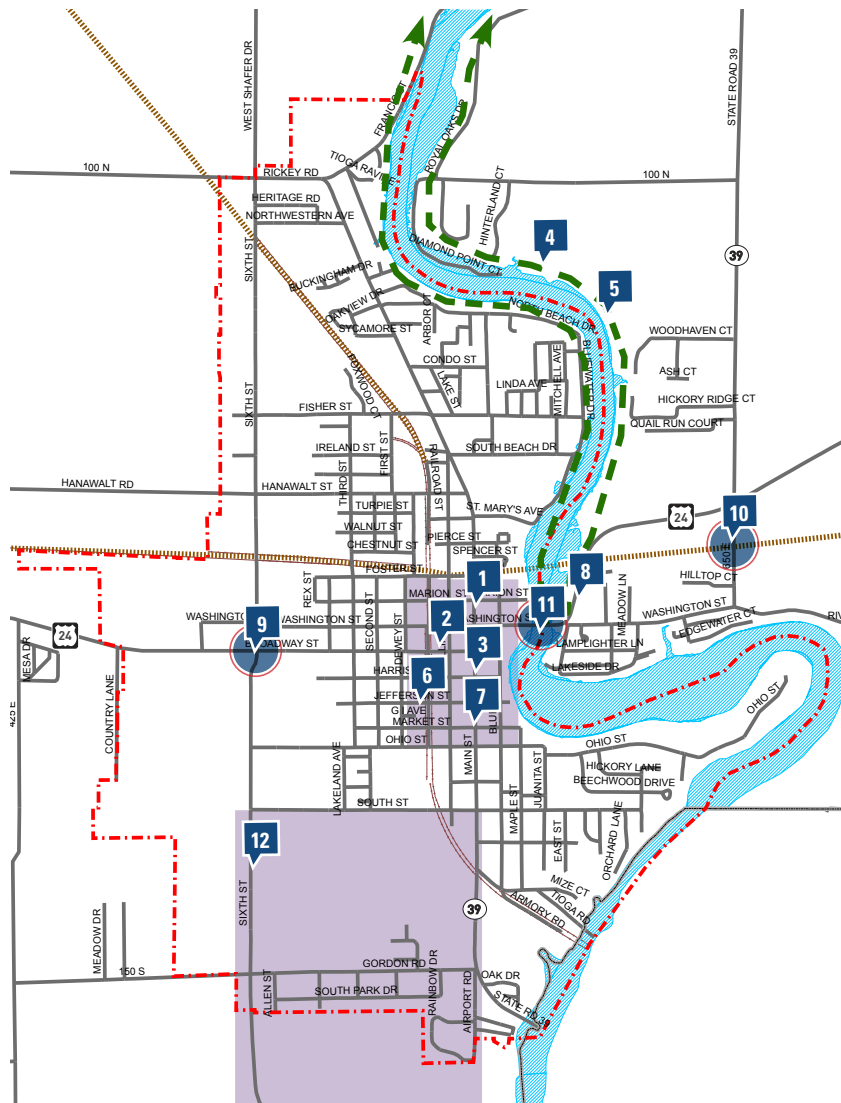 WEST SHAFER DR
STATE ROAD 39
FRANCIS ST
ROYAL OAKS DR
TIOGA RAVINE
100 N
RICKEY RD
100 N
HERITAGE RD
NORTHWESTERN AVE
HINTERLAND CT
SIXTH ST
4
DIAMOND POINT CT
39
BUCKINGHAM DR
5
OAKVIEW DR
ARBOR CT
NORTH BEACH DR
SYCAMORE ST
WOODHAVEN CT
BLUEWATER DR
CONDO ST
MITCHELL AVE
ASH CT
FOXWOOD CT
LAKE ST
LINDA AVE
HICKORY RIDGE CT
SIXTH ST
FISHER ST
QUAIL RUN COURT
IRELAND ST
FIRST ST
RAILROAD ST
SOUTH BEACH DR
HANAWALT RD
HANAWALT ST
THIRD ST
TURPIE ST
ST. MARY'S AVE
24
10
WALNUT ST
PIERCE ST
CHESTNUT ST
SPENCER ST
650 E
FOSTER ST
1
8
HILLTOP CT
REX ST
MARION ST
MEADOW LN
WASHINGTON ST
SECOND ST
2
11
WASHINGTON ST
9
24
BROADWAY ST
DEWEY ST
3
LAMPLIGHTER LN
EDGEWATER CT
MESA DR
LAKESIDE DR
6
JEFFERSON ST
7
OHIO ST
425 E
COUNTRY LANE
GILAVE
MARKET ST
OHIO ST
MAIN ST
OHIO ST
LAKELAND AVE
JUANITA ST
HICKORY LANE
BEECHWOOD DRIVE
SOUTH ST
MAPLE ST
12
EAST ST
ORCHARD LANE
SIXTH ST
MIZE CT
TIOGA RD
39
ARMORY RD
MEADOW DR
150 S
GORDON RD
OAK DR
ALLEN ST
SOUTH PARK DR
RAINBOW DR
AIRPORT RD
STATE RD 39